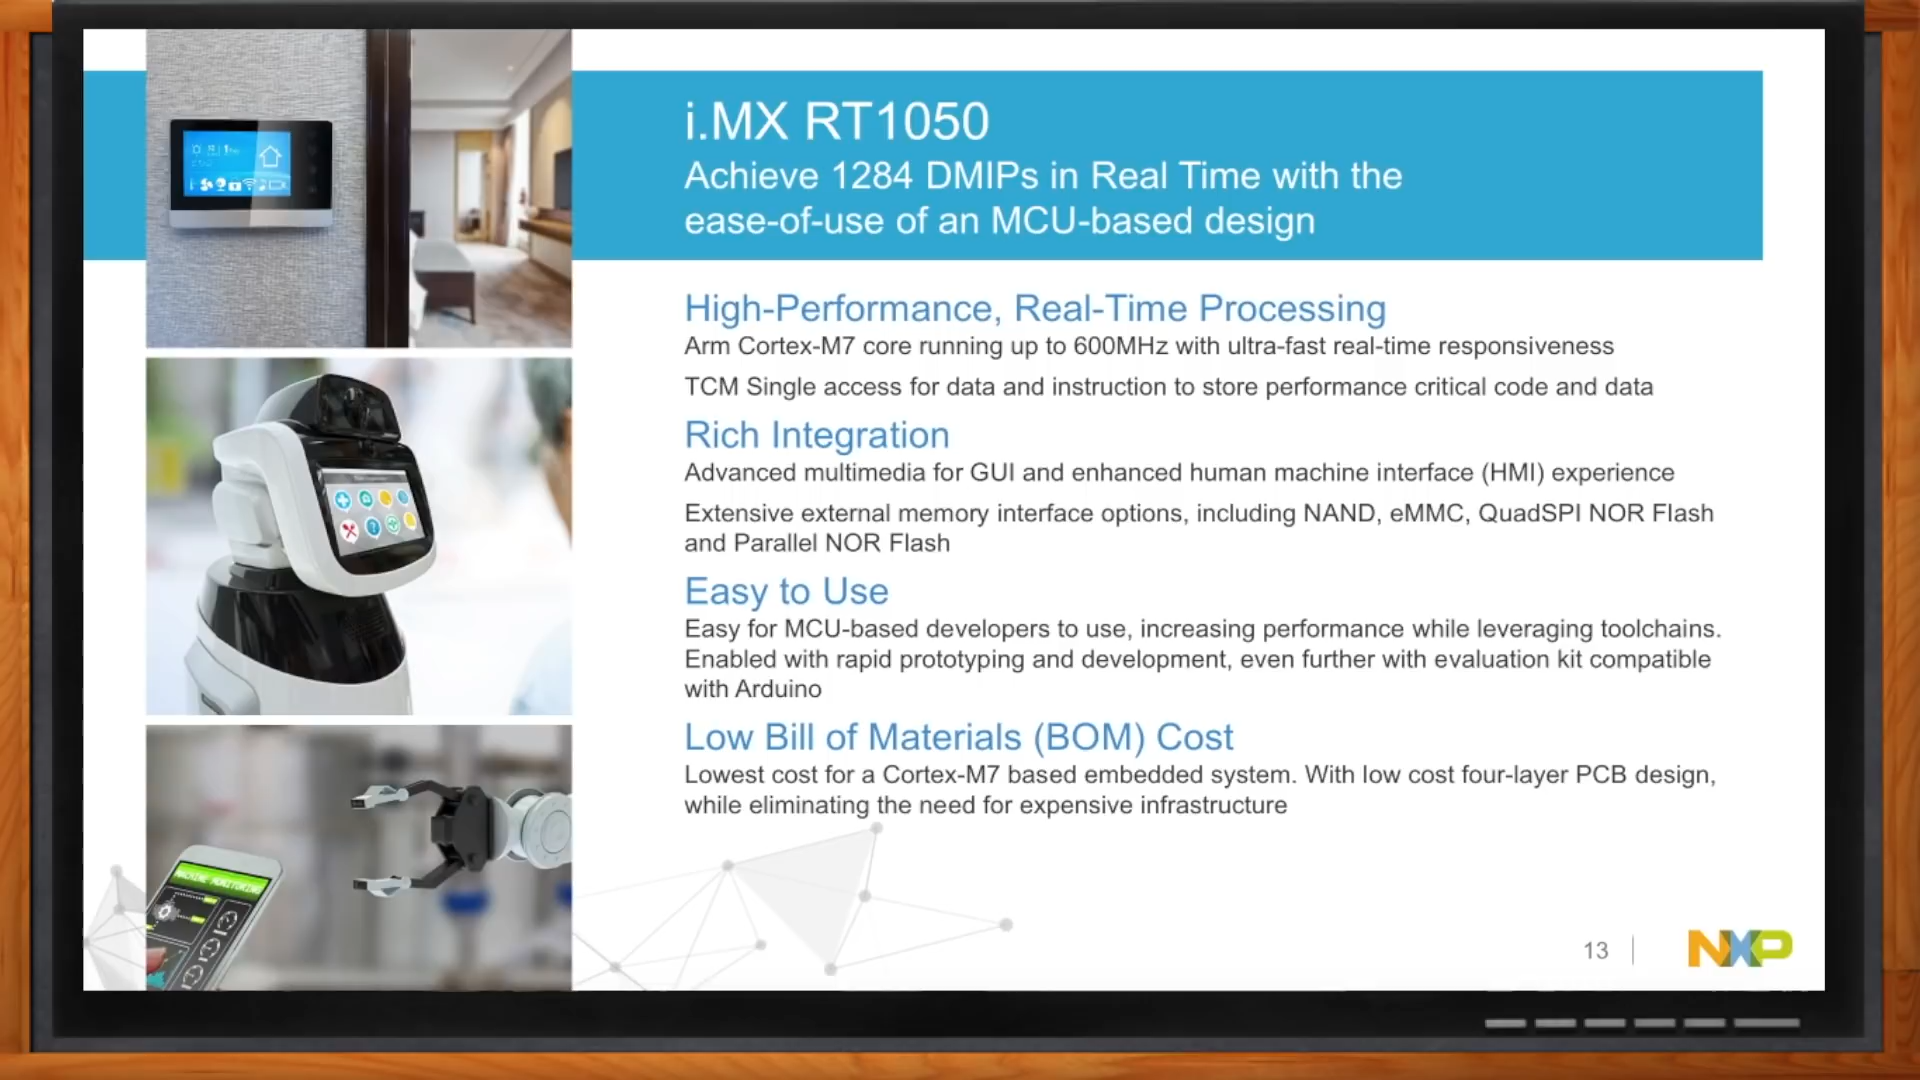 i.MX RT1050
Achieve 1284 DMIPs in Real Time with the
ease-of-use of an MCU-based design
High-Performance, Real-Time Processing
Arm Cortex-M7 core running up to 600MHz with ultra-fast real-time responsiveness
TCM Single access for data and instruction to store performance critical code and data
Rich Integration
Advanced multimedia for GUI and enhanced human machine interface (HMI) experience
Extensive external memory interface options, including NAND, eMMC, QuadSPI NOR Flash
and Parallel NOR Flash
Easy to Use
Easy for MCU-based developers to use, increasing performance while leveraging toolchains.
Enabled with rapid prototyping and development, even further with evaluation kit compatible
with Arduino
Low Bill of Materials (BOM) Cost
Lowest cost for a Cortex-M7 based embedded system. With low cost four-layer PCB design,
while eliminating the need for expensive infrastructure
MACHINE MONITORING
13
NXP